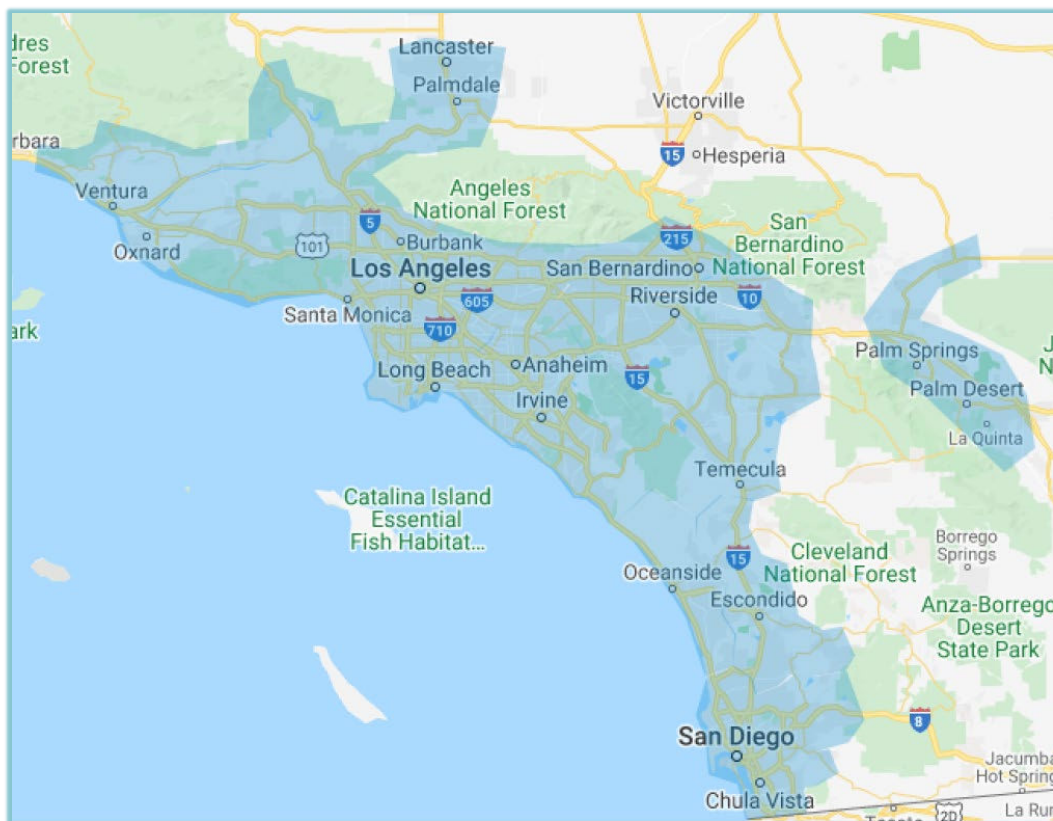 dres
Forest
Lancaster
Palmdale
Victorville
rbara
15
Hesperia
Ventura
Angeles
National Forest
5
San
Bernardino
National Forest
215
Oxnard
101
Burbank
Los Angeles
San Bernardino
605
Riverside
10
Santa Monica
710
ark
Palm Springs
J
N
Anaheim
Long Beach
15
Palm Desert
Irvine
La Quinta
Temecula
Catalina Island
Essential
Fish Habitat...
Borrego
Springs
15
Cleveland
National Forest
Oceanside
Escondido
Anza-Borrego
Desert
State Park
8
San Diego
Jacumba
Hot Spring
Chula Vista
La Ru
2D